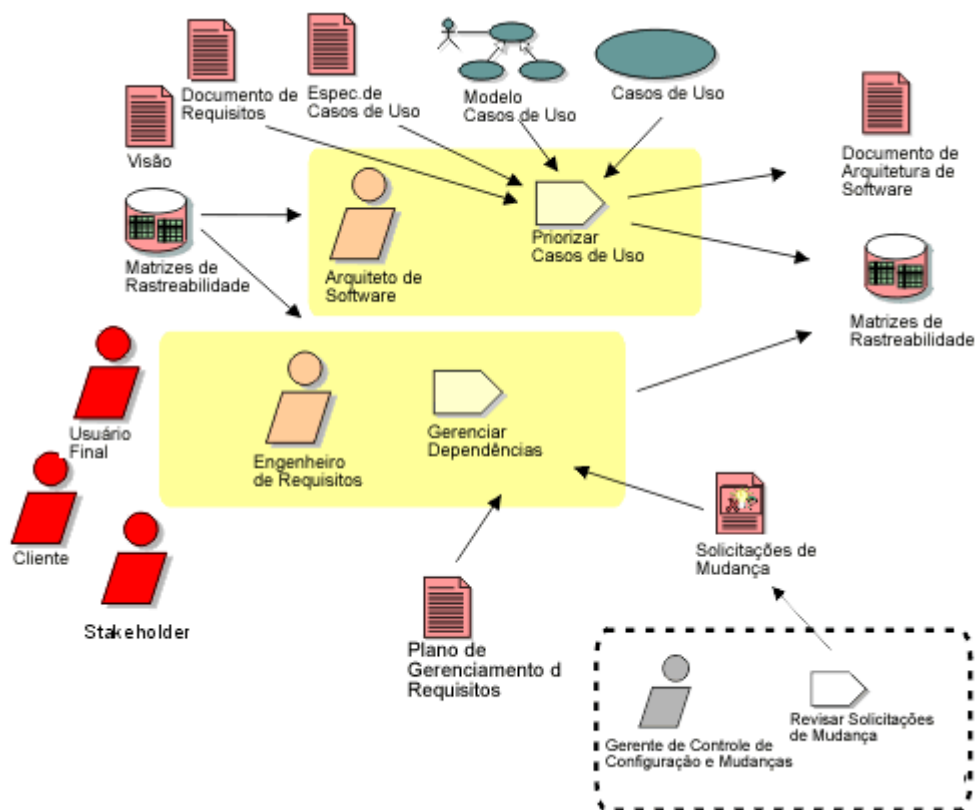 Documento de
Requisitos
Espec.de
Casos de Uso
Modelo
Casos de Uso
Casos de Uso
Visão
Documento de
Arquitetura de
Software
Matrizes de
Rastreabilidade
Arquiteto de
Software
Priorizar
Casos de Uso
Matrizes de
Rastreabilidade
Usuário
Final
Engenheiro
de Requisitos
Gerenciar
Dependências
Cliente
Stakeholder
Solicitações de
Mudança
Plano de
Gerenciamento d
Requisitos
Gerente de Controle de
Configuração e Mudanças
Revisar Solicitações
de Mudança